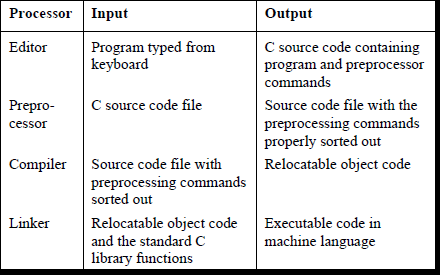 Processor Input Output
Editor Program typed from C source code containing
keyboard program and preprocessor
commands
Prepro- C source code file Source code file with the
cessor preprocessing commands
properly sorted out
Compiler Source code file with Relocatable object code
preprocessing commands
sorted out
Linker Relocatable object code Executable code in
and the standard C machine language
library functions